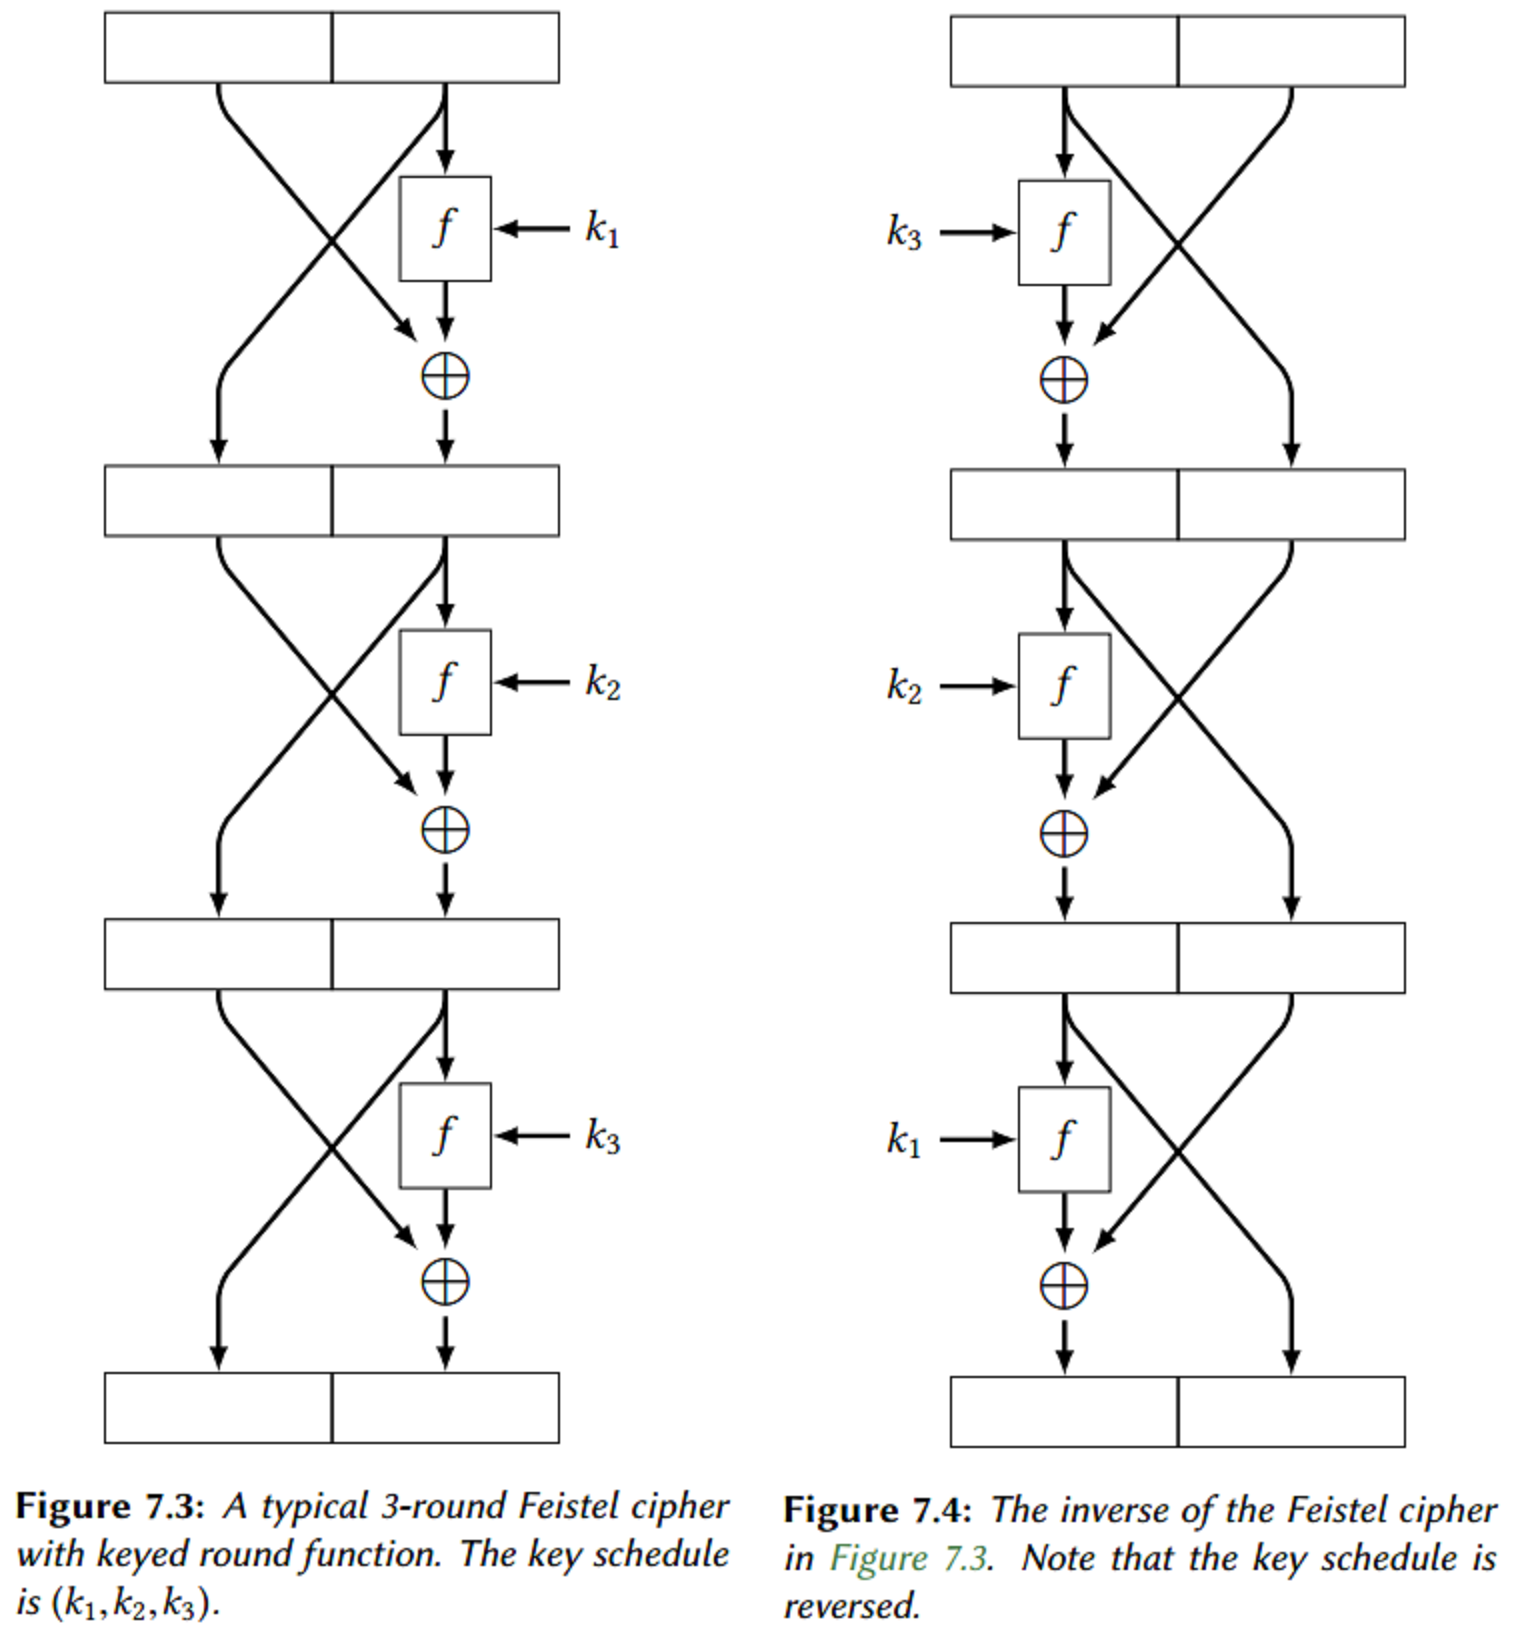 f
k₁
f
k₂
f
k₃
Figure 7.3: A typical 3-round Feistel cipher
with keyed round function. The key schedule
is (k₁, k₂, k₃).
k₃
f
k₂
f
k₁
f
Figure 7.4: The inverse of the Feistel cipher
in Figure 7.3. Note that the key schedule is
reversed.